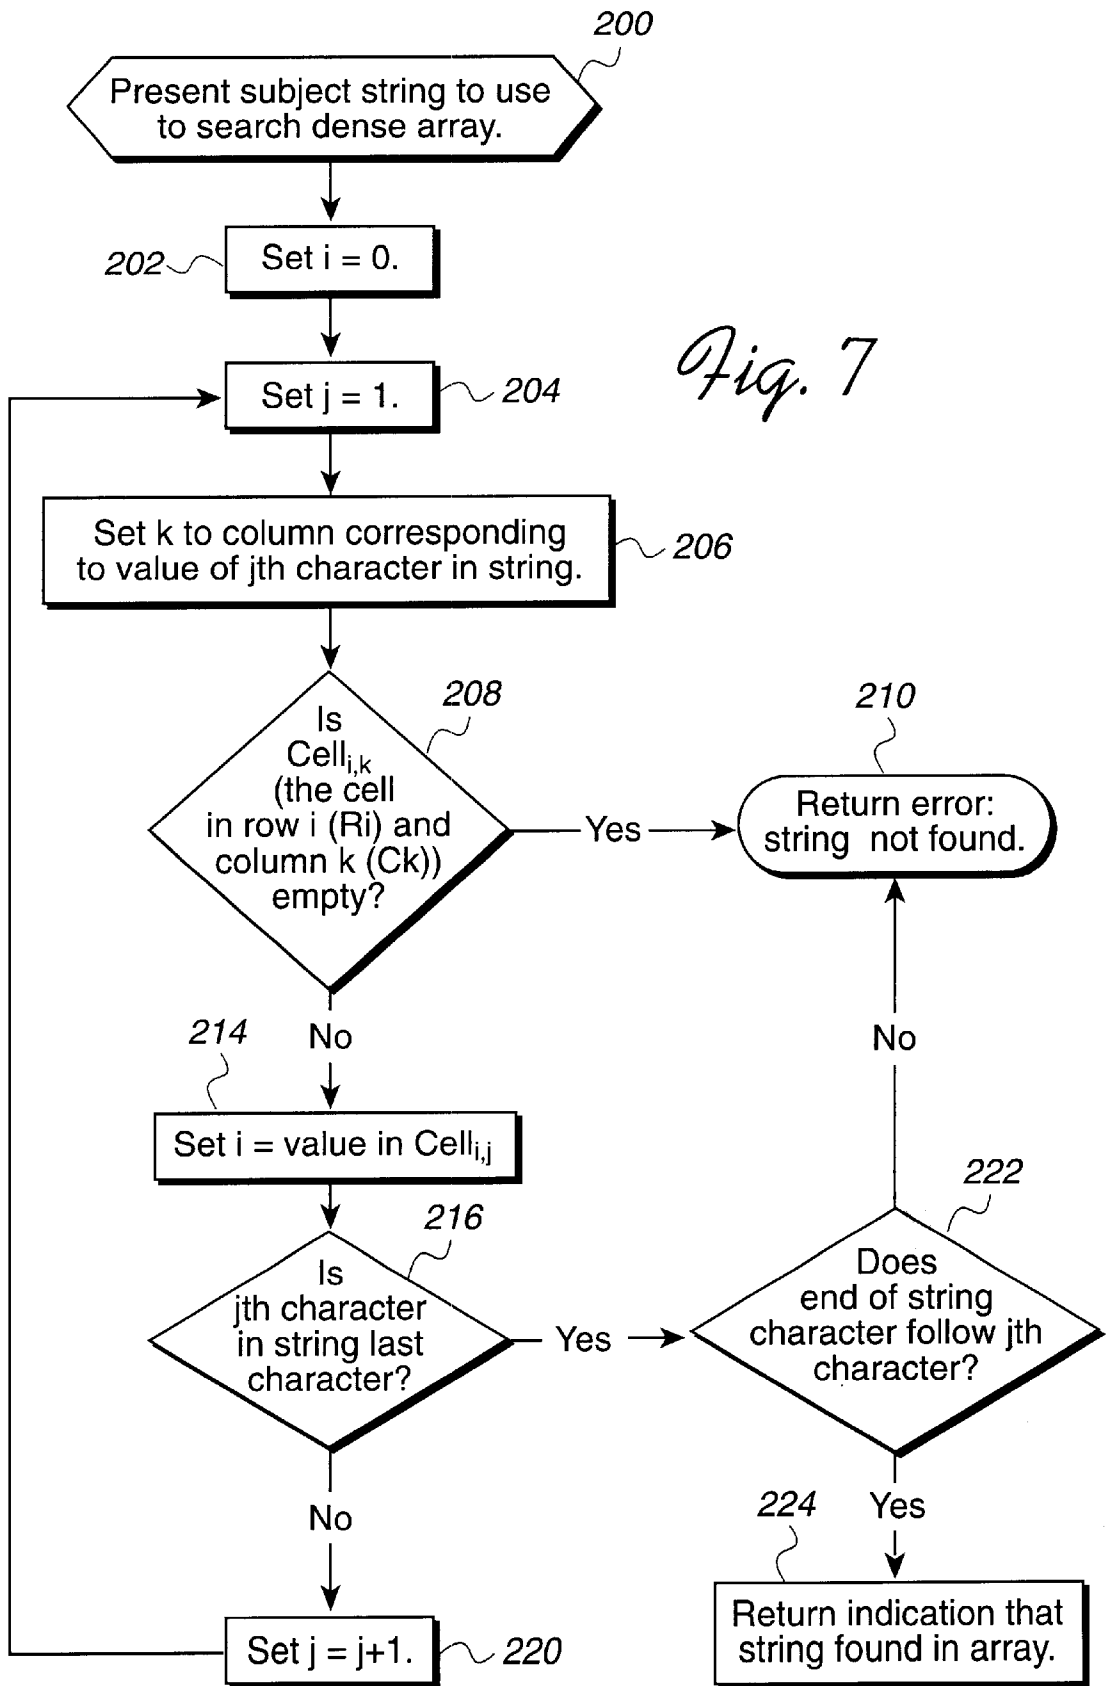 200
Present subject string to use
to search dense array.
202
Set i = 0.
Fig. 7
Set j = 1.
204
Set k to column corresponding
to value of jth character in string.
206
208
Is
Cell i,k
(the cell
in row i (Ri) and
column k (Ck))
empty?
Yes
210
Return error:
string not found.
No
214
No
Set i = value in Cell i,j
216
Is
jth character
in string last
character?
Yes
222
Does
end of string
character follow jth
character?
No
Yes
224
Set j = j+1.
220
Return indication that
string found in array.